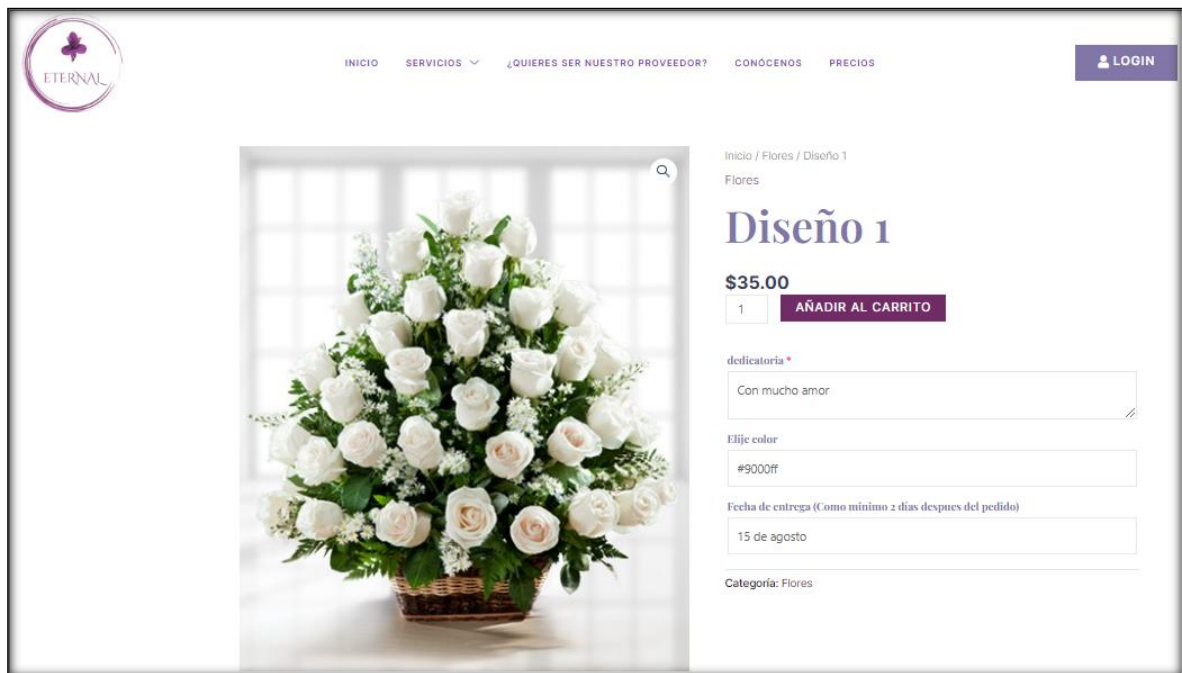 ETERNAL
INICIO SERVICIOS ¿QUIERES SER NUESTRO PROVEEDOR? CONÓCENOS PRECIOS
LOGIN
Inicio / Flores / Diseño 1
Flores
Diseño 1
$35.00
1 AÑADIR AL CARRITO
dedicatoria *
Con mucho amor
Elije color
#9000ff
Fecha de entrega (Como minimo 2 días despues del pedido)
15 de agosto
Categoría: Flores